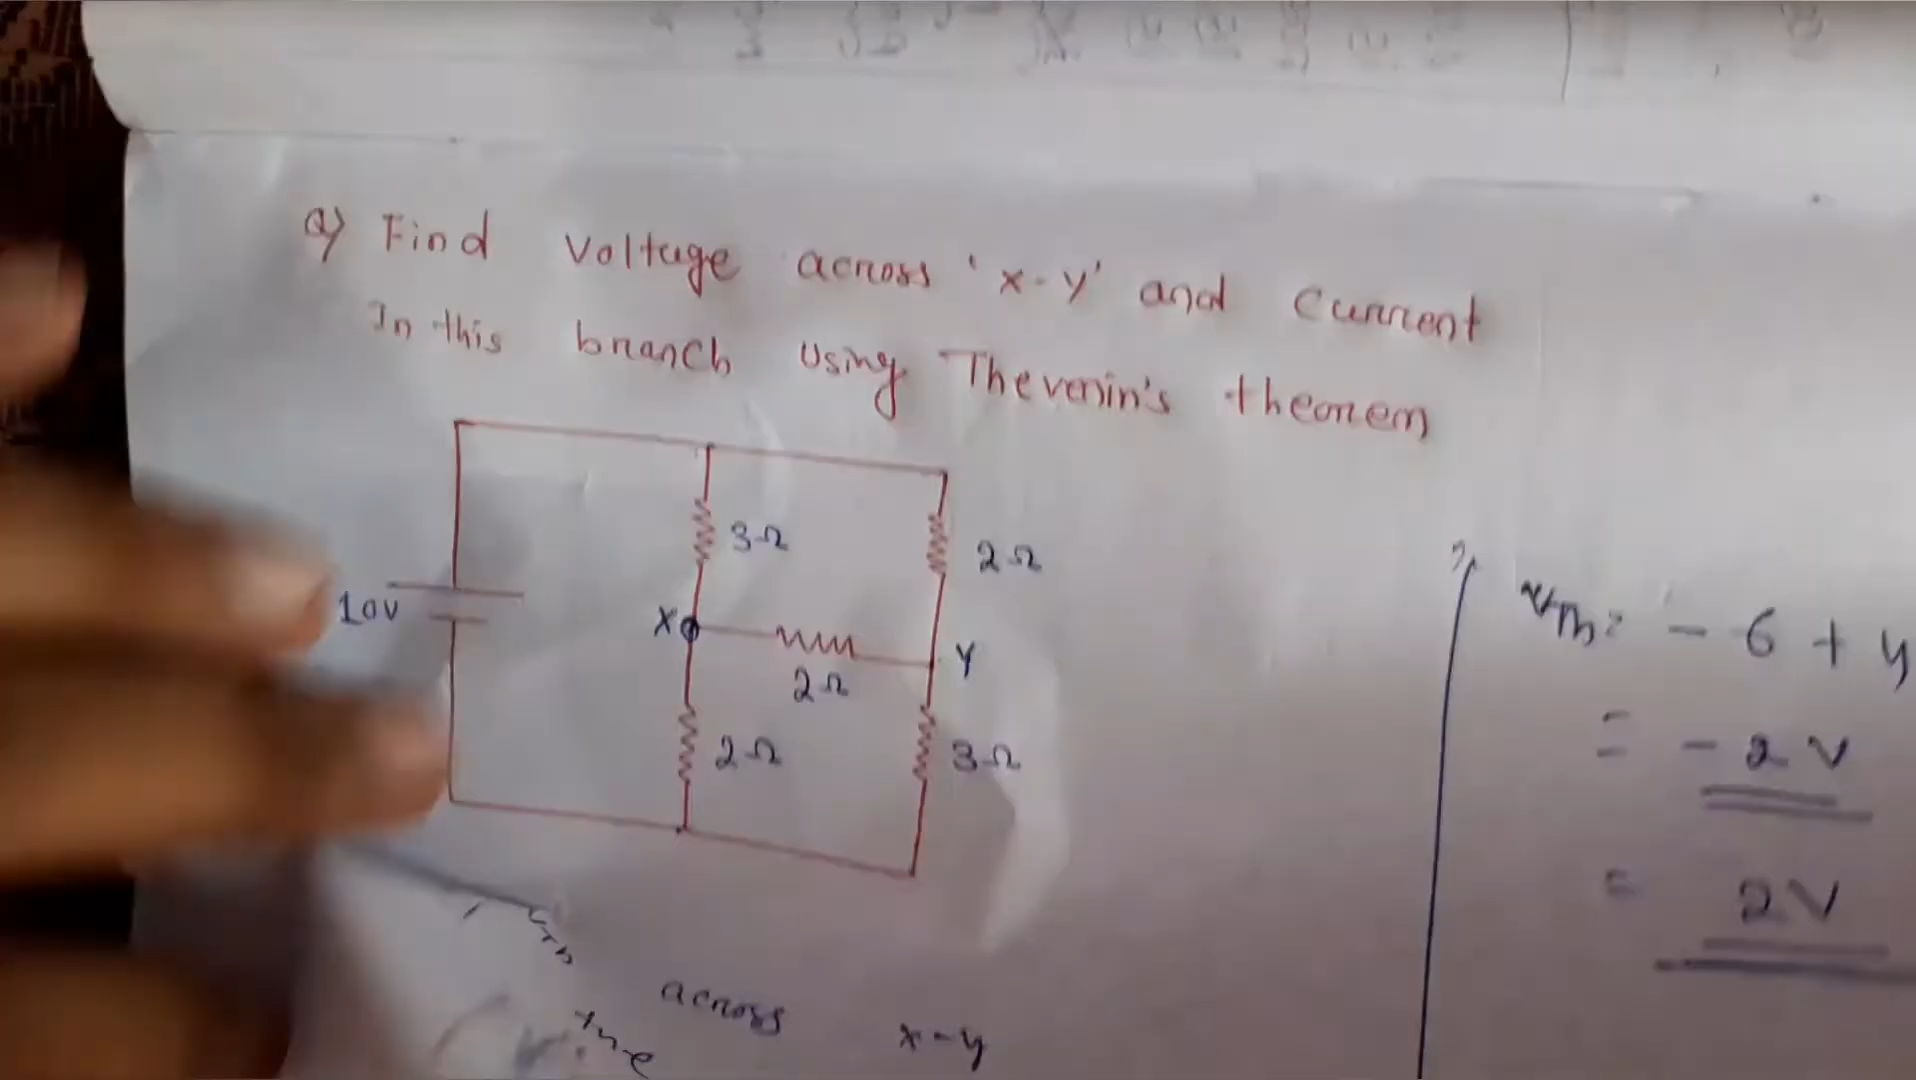 Q) Find Voltage across 'x-y' and current
In this branch Using Thevenin's theorem
3Ω
2Ω
10V
X
Y
2Ω
2Ω
3Ω
- 6 + 4
= - 2 V
= 2V
across x-y
the